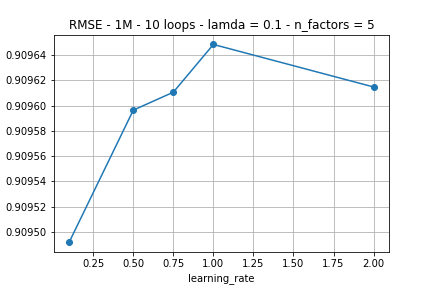 RMSE - 1M - 10 loops - lamda = 0.1 - n_factors = 5
0.90964
0.90962
0.90960
0.90958
0.90956
0.90954
0.90952
0.90950
0.25 0.50 0.75 1.00 1.25 1.50 1.75 2.00
learning_rate